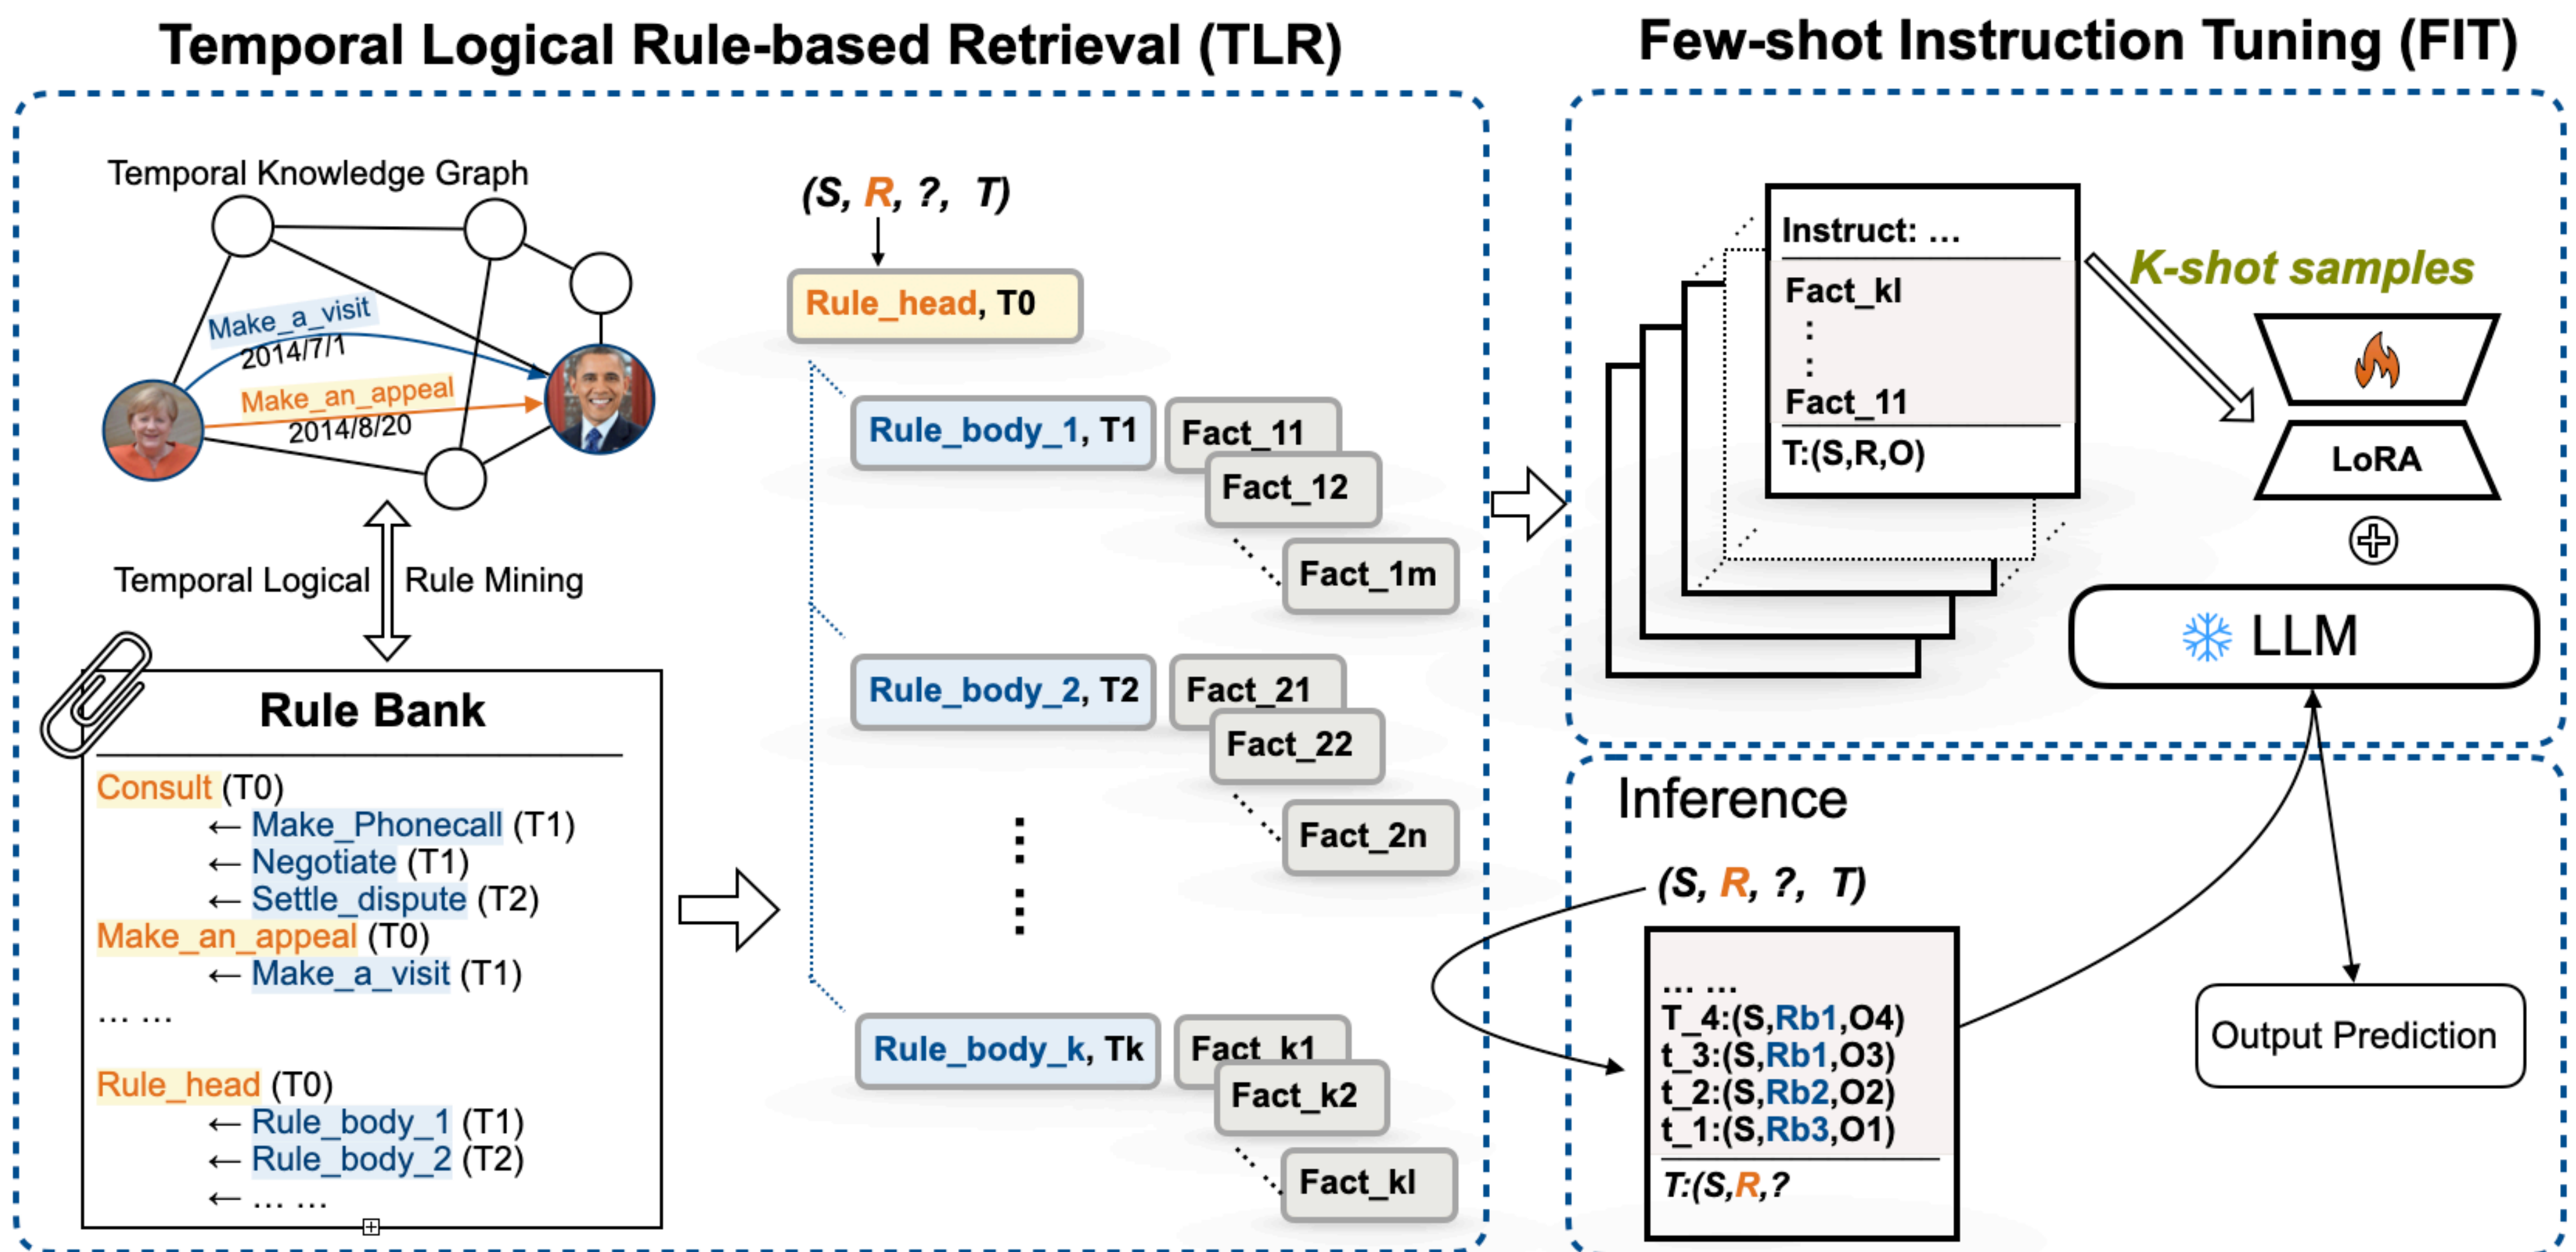 Temporal Logical Rule-based Retrieval (TLR)
Temporal Knowledge Graph
Make_a_visit
2014/7/1
Make_an_appeal
2014/8/20
Temporal Logical Rule Mining
Rule Bank
Consult (T0)
← Make_Phonecall (T1)
← Negotiate (T1)
← Settle_dispute (T2)
Make_an_appeal (T0)
← Make_a_visit (T1)
... ...
Rule_head (T0)
← Rule_body_1 (T1)
← Rule_body_2 (T2)
← ... ...
(S, R, ?, T)
Rule_head, T0
Rule_body_1, T1
Fact_11
Fact_12
Fact_1m
Rule_body_2, T2
Fact_21
Fact_22
Fact_2n
Rule_body_k, Tk
Fact_k1
Fact_k2
Fact_kl
Few-shot Instruction Tuning (FIT)
Instruct: ...
Fact_kl
:
:
Fact_11
T:(S,R,O)
K-shot samples
LoRA
LLM
Inference
(S, R, ?, T)
... ...
T_4:(S,Rb1,O4)
t_3:(S,Rb1,O3)
t_2:(S,Rb2,O2)
t_1:(S,Rb3,O1)
T:(S,R,?
Output Prediction